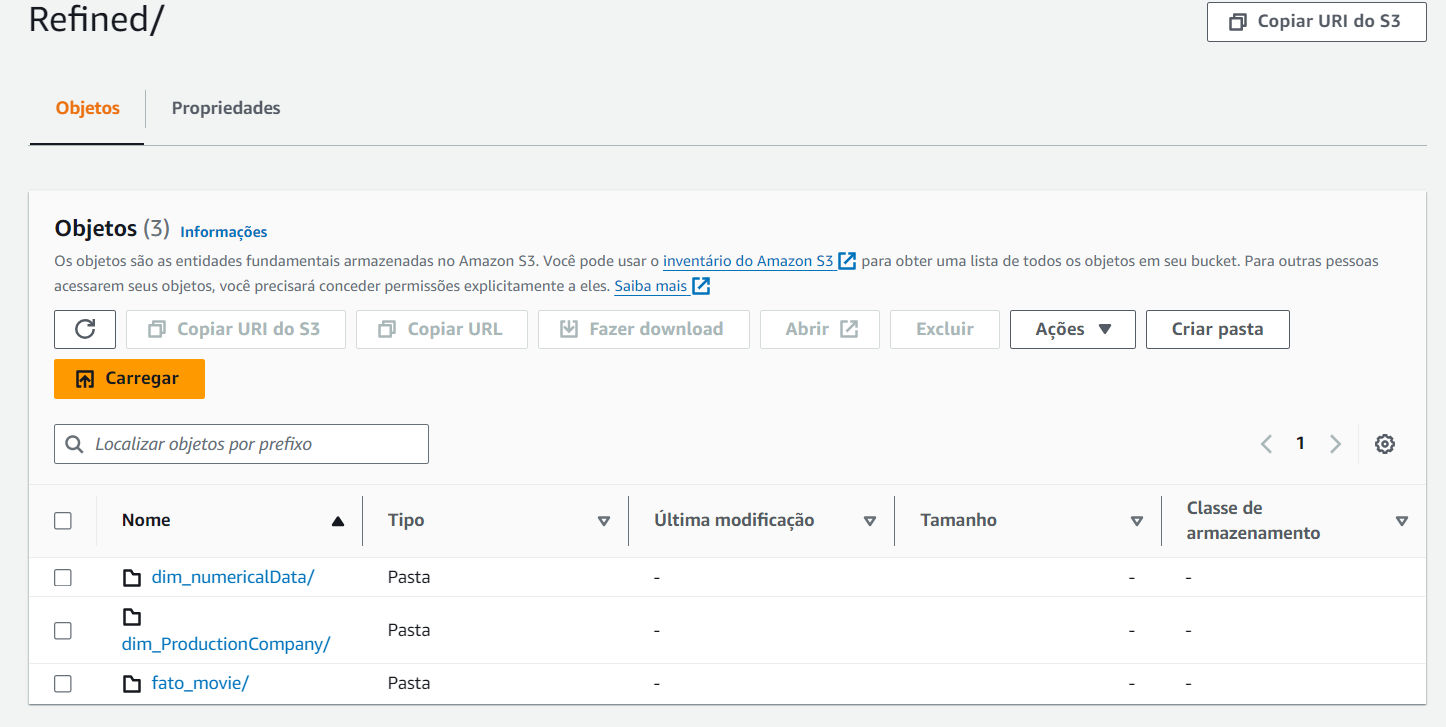 Refined/
Copiar URI do S3
Objetos
Propriedades
Objetos (3) Informações
Os objetos são as entidades fundamentais armazenadas no Amazon S3. Você pode usar o inventário do Amazon S3 para obter uma lista de todos os objetos em seu bucket. Para outras pessoas
acessarem seus objetos, você precisará conceder permissões explicitamente a eles. Saiba mais
Copiar URI do S3 Copiar URL Fazer download Abrir Excluir Ações Criar pasta
Carregar
Localizar objetos por prefixo
1
Nome Tipo Última modificação Tamanho Classe de
armazenamento
dim_numericalData/ Pasta - - -
dim_ProductionCompany/ Pasta - - -
fato_movie/ Pasta - - -